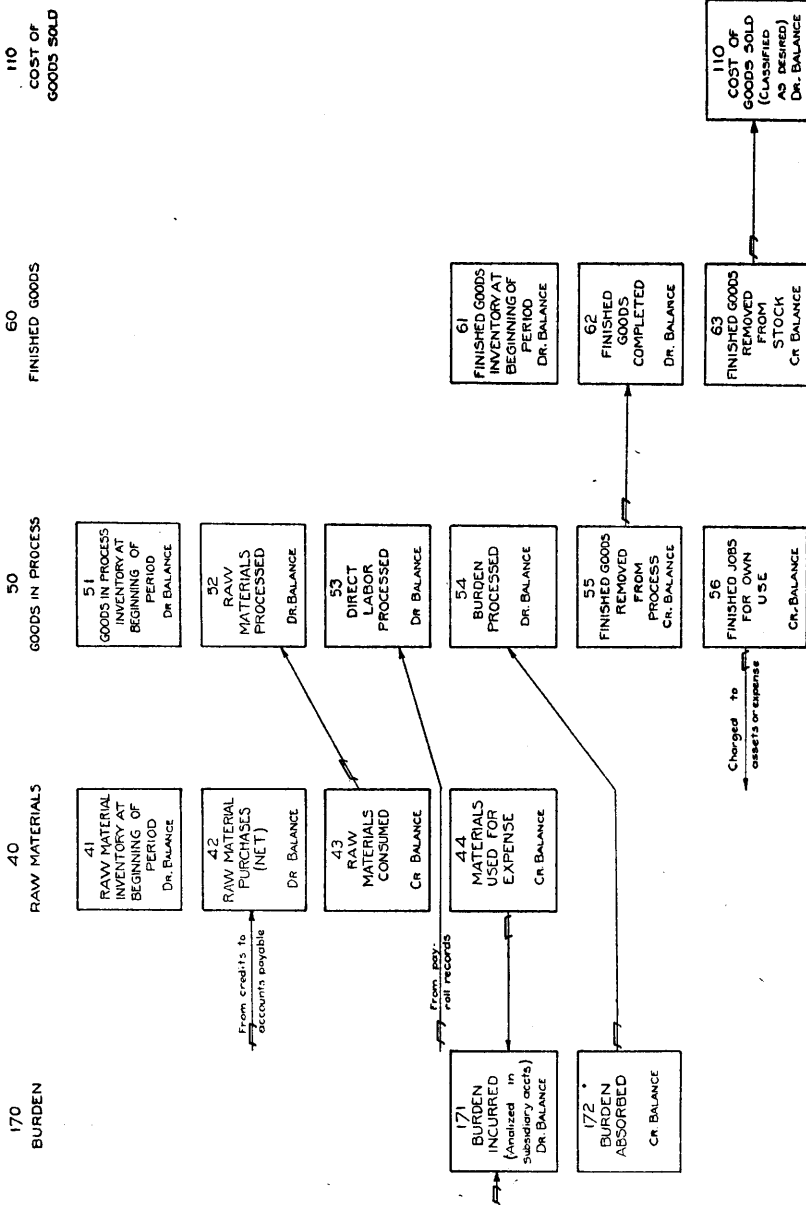 170
BURDEN
40
RAW MATERIALS
50
GOODS IN PROCESS
60
FINISHED GOODS
110
COST OF
GOODS SOLD
41
RAW MATERIAL
INVENTORY AT
BEGINNING OF
PERIOD
DR. BALANCE
51
GOODS IN PROCESS
INVENTORY AT
BEGINNING OF
PERIOD
DR BALANCE
From credits to
accounts payable
42
RAW MATERIAL
PURCHASES
(NET)
DR BALANCE
52
RAW
MATERIALS
PROCESSED
DR. BALANCE
43
RAW
MATERIALS
CONSUMED
CR BALANCE
53
DIRECT
LABOR
PROCESSED
DR BALANCE
From pay-
roll records
171
BURDEN
INCURRED
(Analized in
subsidiary accts)
DR. BALANCE
44
MATERIALS
USED FOR
EXPENSE
CR. BALANCE
54
BURDEN
PROCESSED
DR. BALANCE
61
FINISHED GOODS
INVENTORY AT
BEGINNING OF
PERIOD
DR. BALANCE
172
BURDEN
ABSORBED
CR BALANCE
55
FINISHED GOODS
REMOVED
FROM
PROCESS
CR. BALANCE
62
FINISHED
GOODS
COMPLETED
DR. BALANCE
Charged to
assets or expense
56
FINISHED JOBS
FOR OWN
USE
CR. BALANCE
63
FINISHED GOODS
REMOVED
FROM
STOCK
CR BALANCE
110
COST OF
GOODS SOLD
(CLASSIFIED
AS DESIRED)
DR. BALANCE